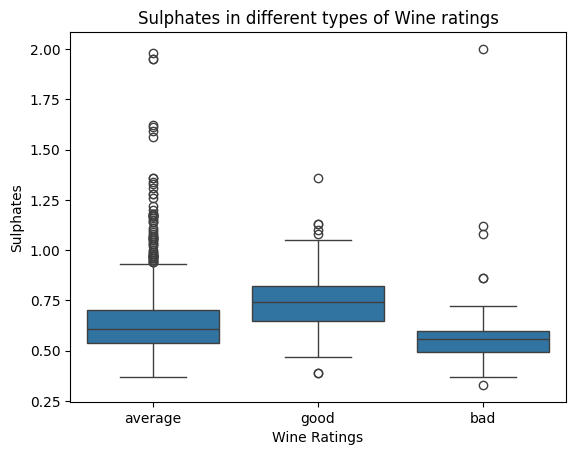 Sulphates in different types of Wine ratings
2.00
1.75
1.50
1.25
1.00
0.75
0.50
0.25
Sulphates
average good bad
Wine Ratings